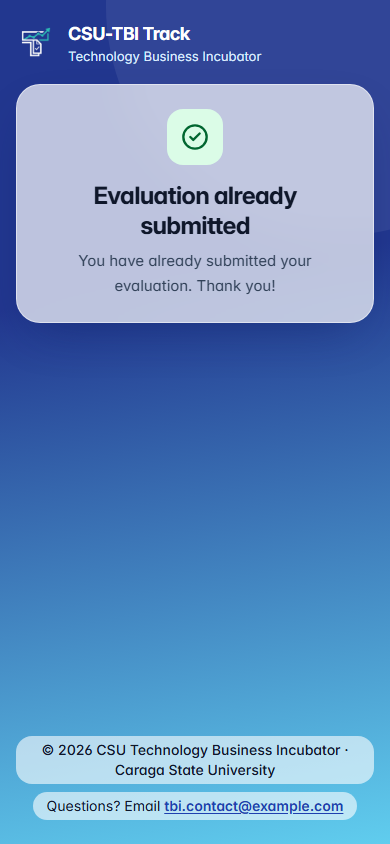 CSU-TBI Track
Technology Business Incubator
Evaluation already
submitted
You have already submitted your
evaluation. Thank you!
© 2026 CSU Technology Business Incubator ·
Caraga State University
Questions? Email tbi.contact@example.com